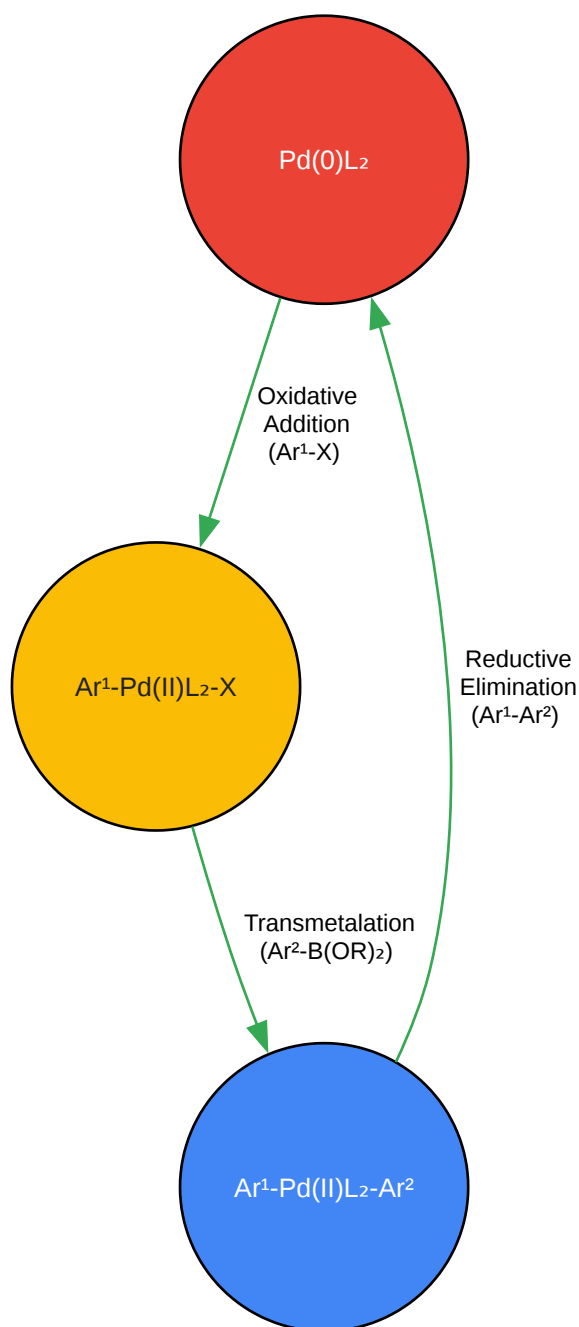 Pd(0)L₂
Oxidative
Addition
(Ar¹-X)
Ar¹-Pd(II)L₂-X
Reductive
Elimination
(Ar¹-Ar²)
Transmetalation
(Ar²-B(OR)₂)
Ar¹-Pd(II)L₂-Ar²